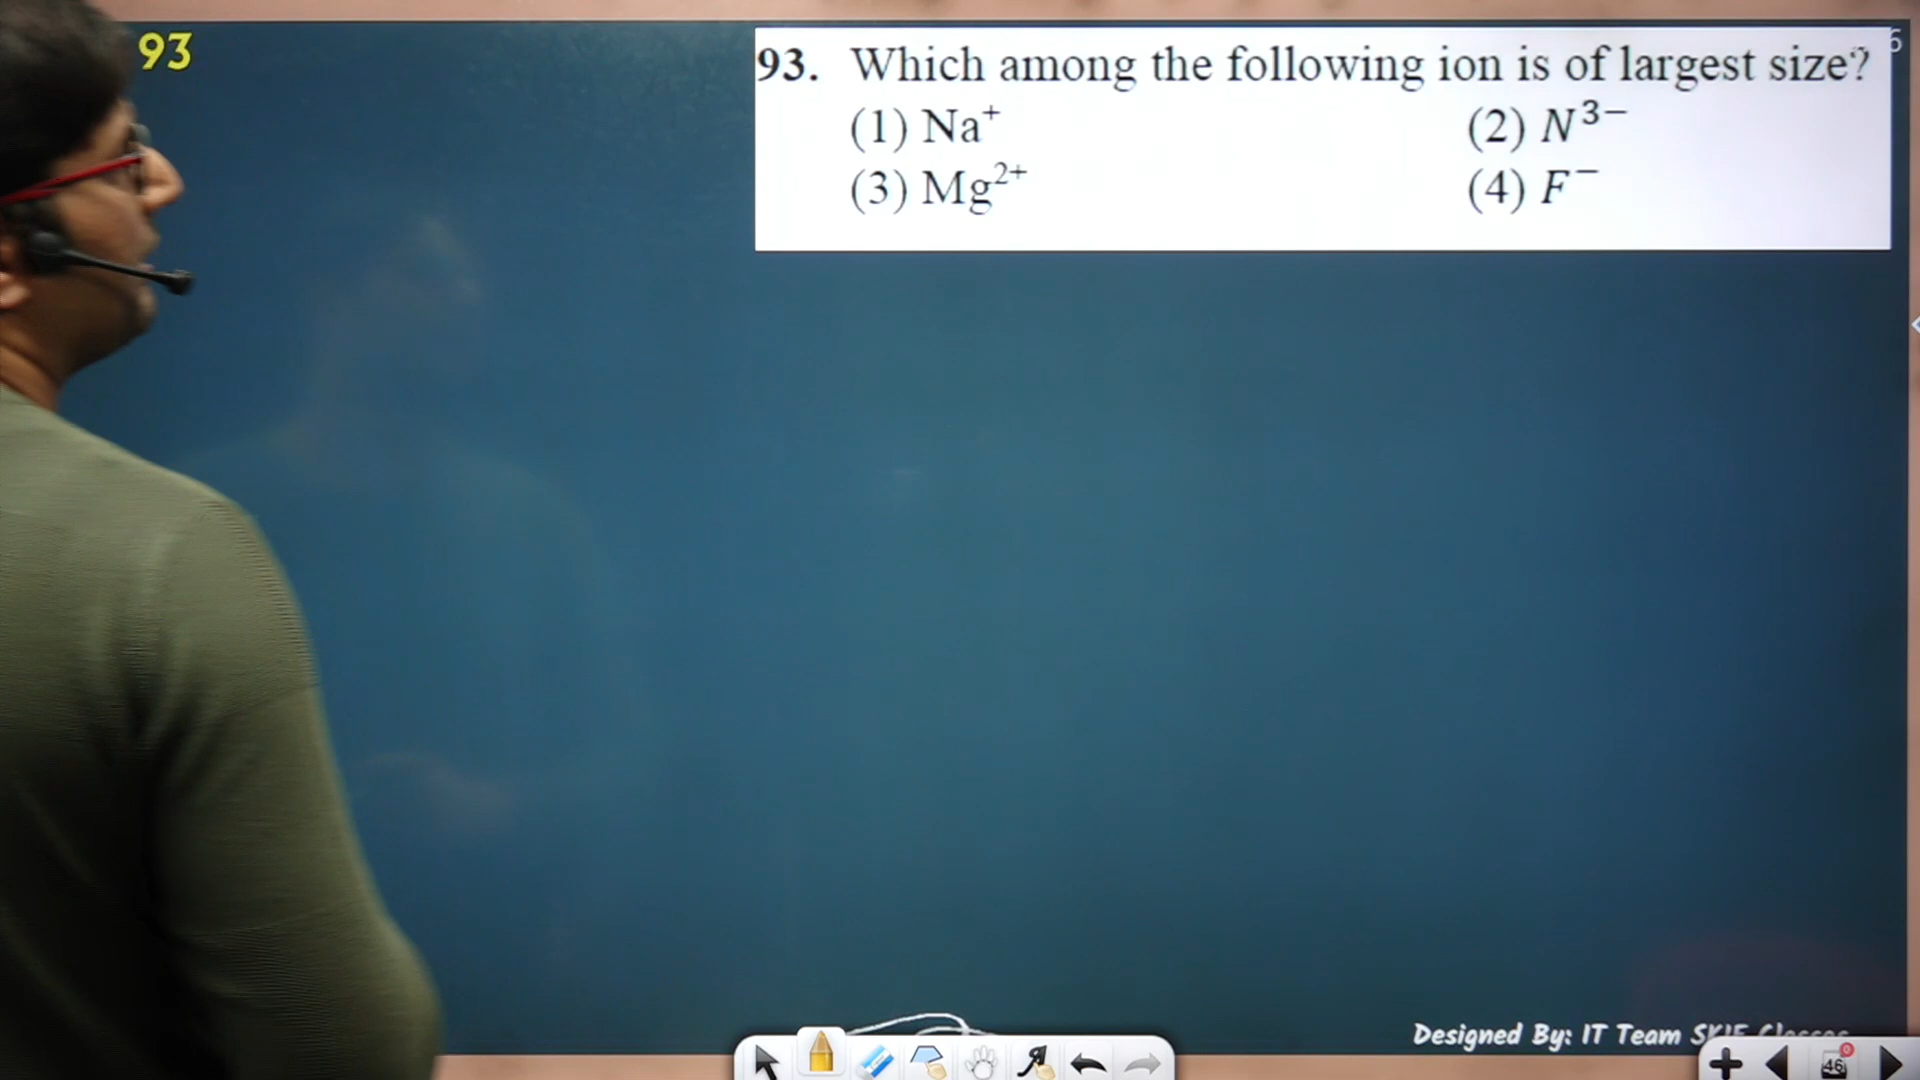 93
93. Which among the following ion is of largest size?
(1) Na⁺ (2) N³⁻
(3) Mg²⁺ (4) F⁻
Designed By: IT Team
46